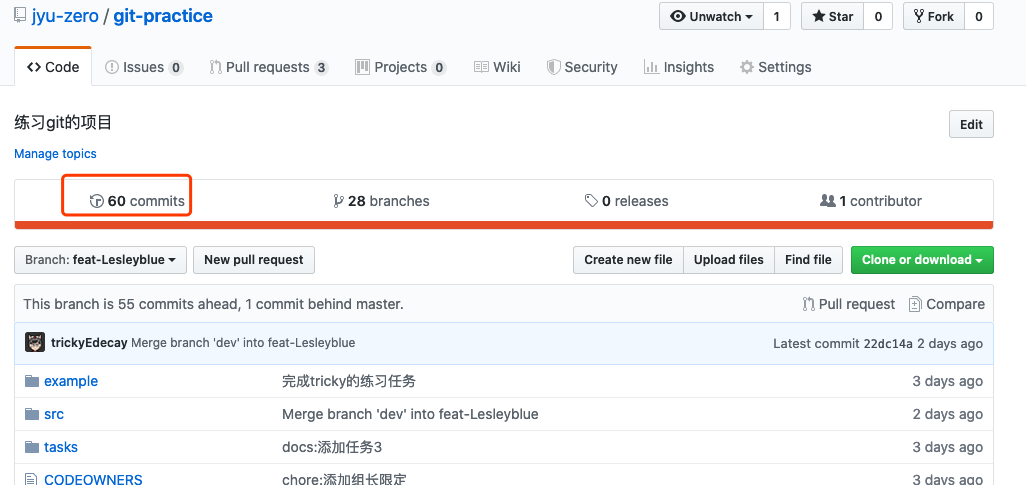 jyu-zero / git-practice
Unwatch 1 Star 0 Fork 0
Code Issues 0 Pull requests 3 Projects 0 Wiki Security Insights Settings
练习git的项目
Edit
Manage topics
60 commits 28 branches 0 releases 1 contributor
Branch: feat-Lesleyblue New pull request Create new file Upload files Find file Clone or download
This branch is 55 commits ahead, 1 commit behind master. Pull request Compare
trickyEdecay Merge branch 'dev' into feat-Lesleyblue Latest commit 22dc14a 2 days ago
example 完成tricky的练习任务 3 days ago
src Merge branch 'dev' into feat-Lesleyblue 2 days ago
tasks docs:添加任务3 3 days ago
CODEOWNERS chore:添加组长限定 3 days ago